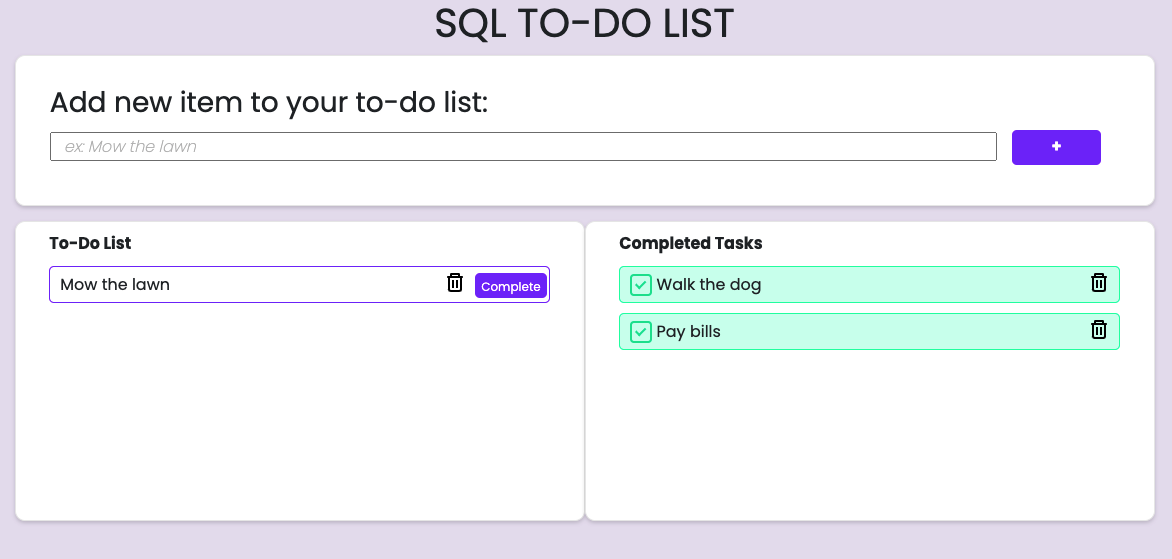 SQL TO-DO LIST
Add new item to your to-do list:
ex: Mow the lawn
+
To-Do List
Mow the lawn
Complete
Completed Tasks
Walk the dog
Pay bills